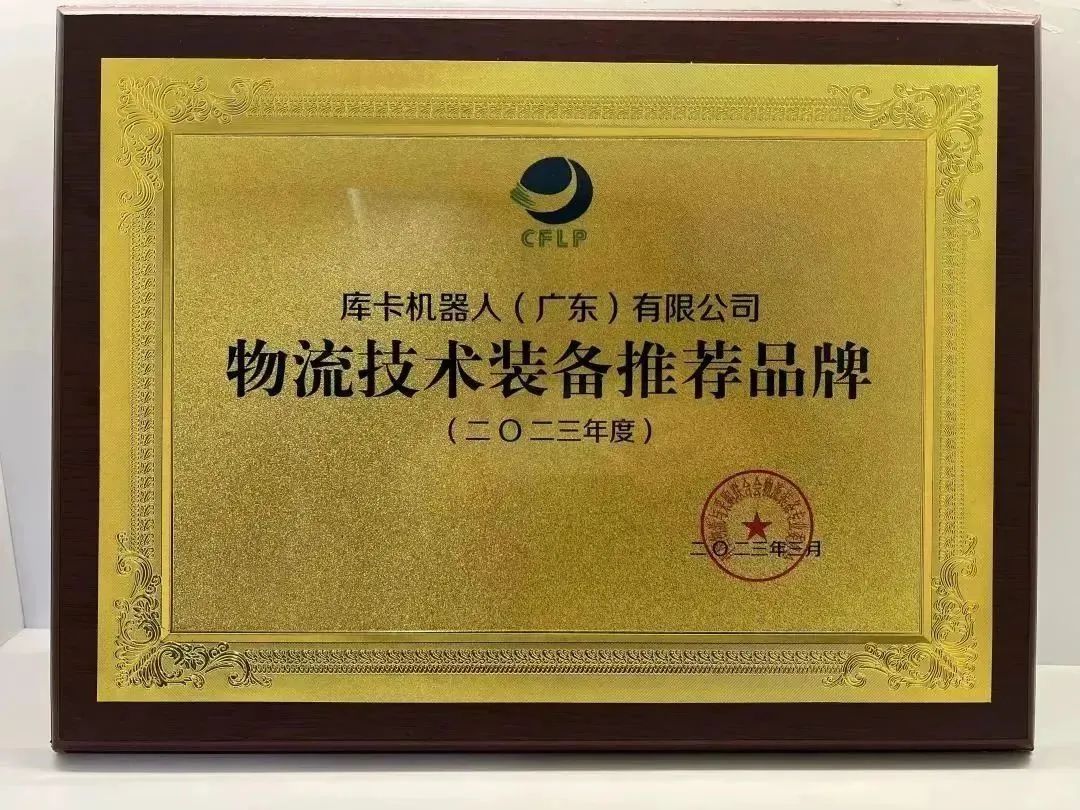 CFLP
库卡机器人（广东）有限公司
物流技术装备推荐品牌
（二〇二三年度）
二〇二三年三月